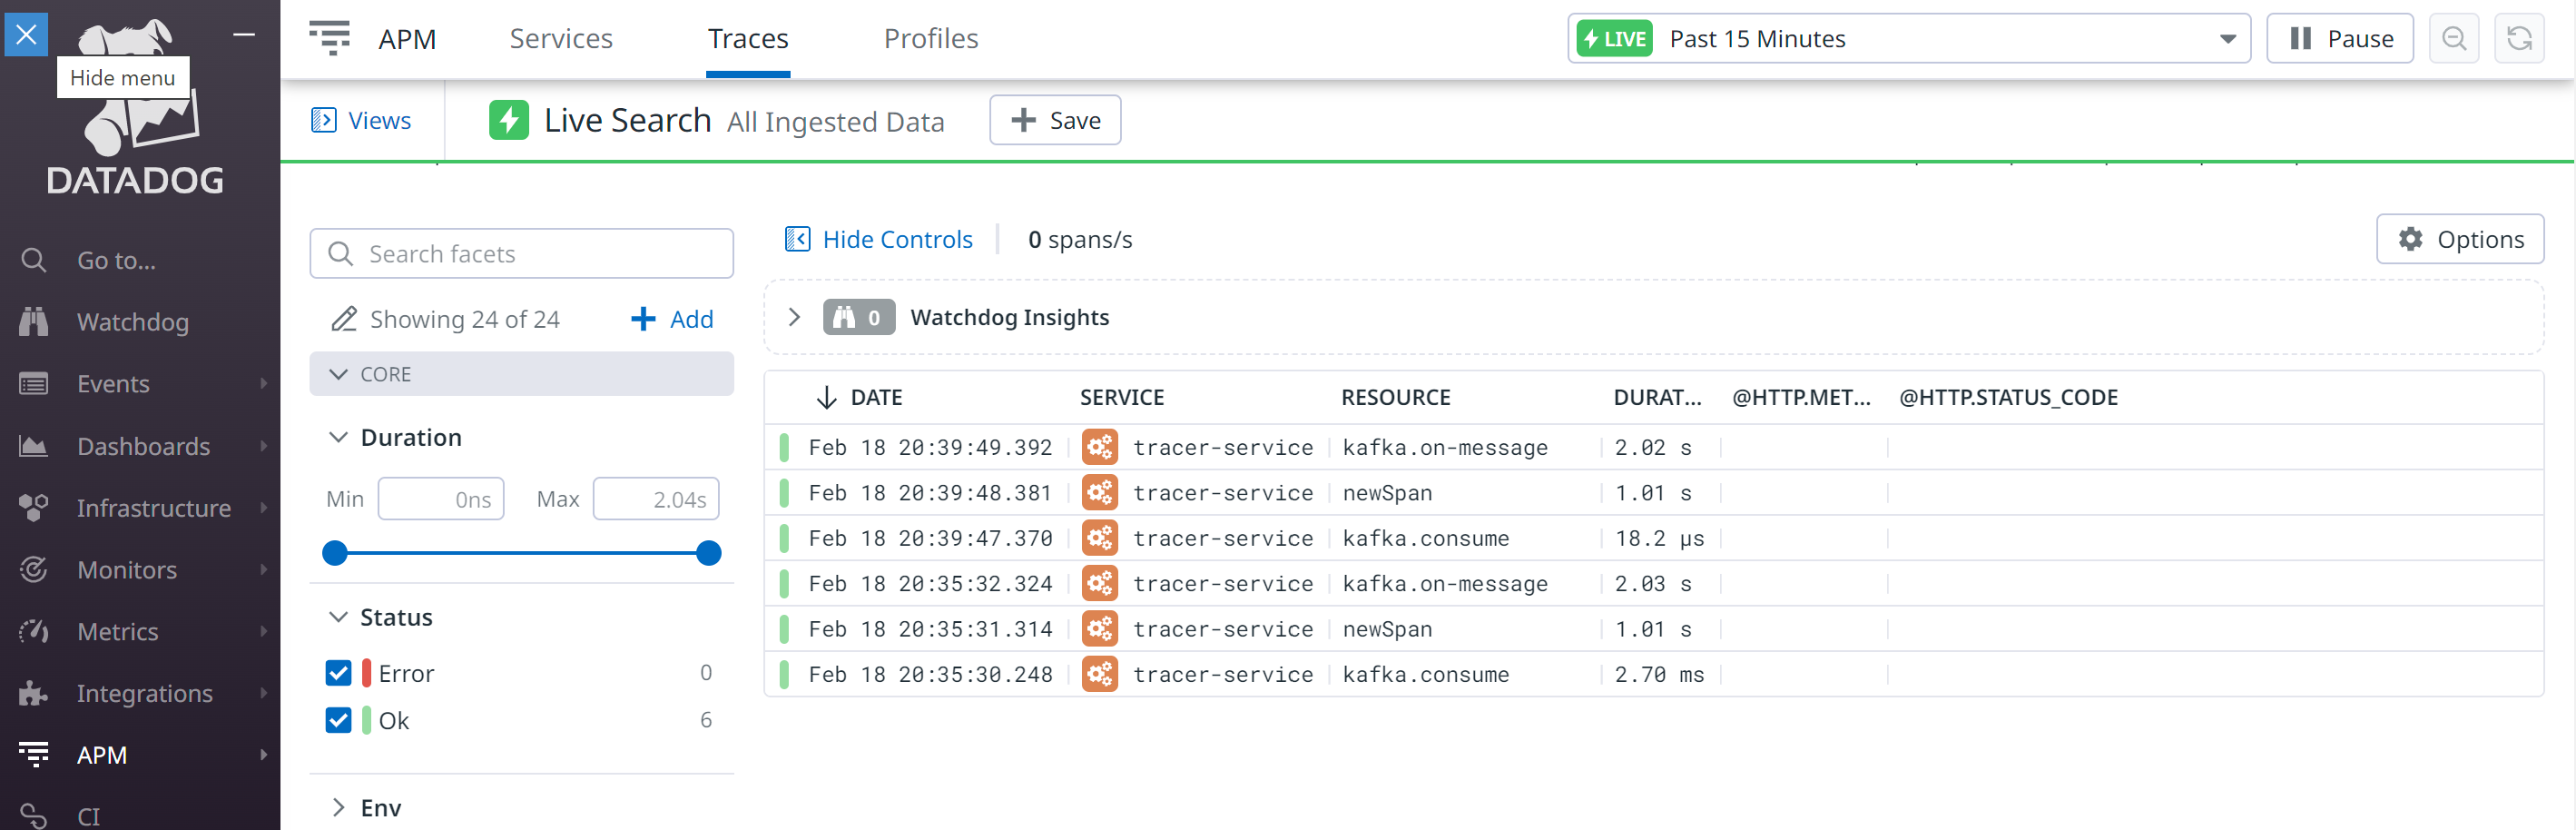 Hide menu
DATADOG
Go to...
Watchdog
Events
Dashboards
Infrastructure
Monitors
Metrics
Integrations
APM
CI
APM Services Traces Profiles
LIVE Past 15 Minutes Pause
Views Live Search All Ingested Data Save
Search facets
Showing 24 of 24 Add
CORE
Duration
Min 0ns Max 2.04s
Status
Error 0
Ok 6
Env
Hide Controls 0 spans/s Options
0 Watchdog Insights
DATE SERVICE RESOURCE DURAT... @HTTP.MET... @HTTP.STATUS_CODE
Feb 18 20:39:49.392 tracer-service kafka.on-message 2.02 s
Feb 18 20:39:48.381 tracer-service newSpan 1.01 s
Feb 18 20:39:47.370 tracer-service kafka.consume 18.2 μs
Feb 18 20:35:32.324 tracer-service kafka.on-message 2.03 s
Feb 18 20:35:31.314 tracer-service newSpan 1.01 s
Feb 18 20:35:30.248 tracer-service kafka.consume 2.70 ms